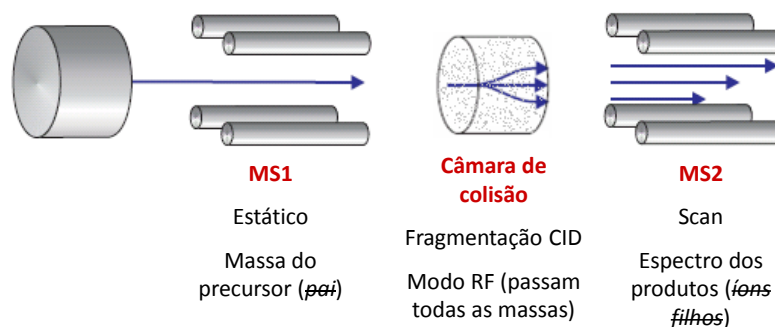 MS1
Estático
Massa do
precursor (pai)
Câmara de
colisão
Fragmentação CID
Modo RF (passam
todas as massas)
MS2
Scan
Espectro dos
produtos (íons
filhos)